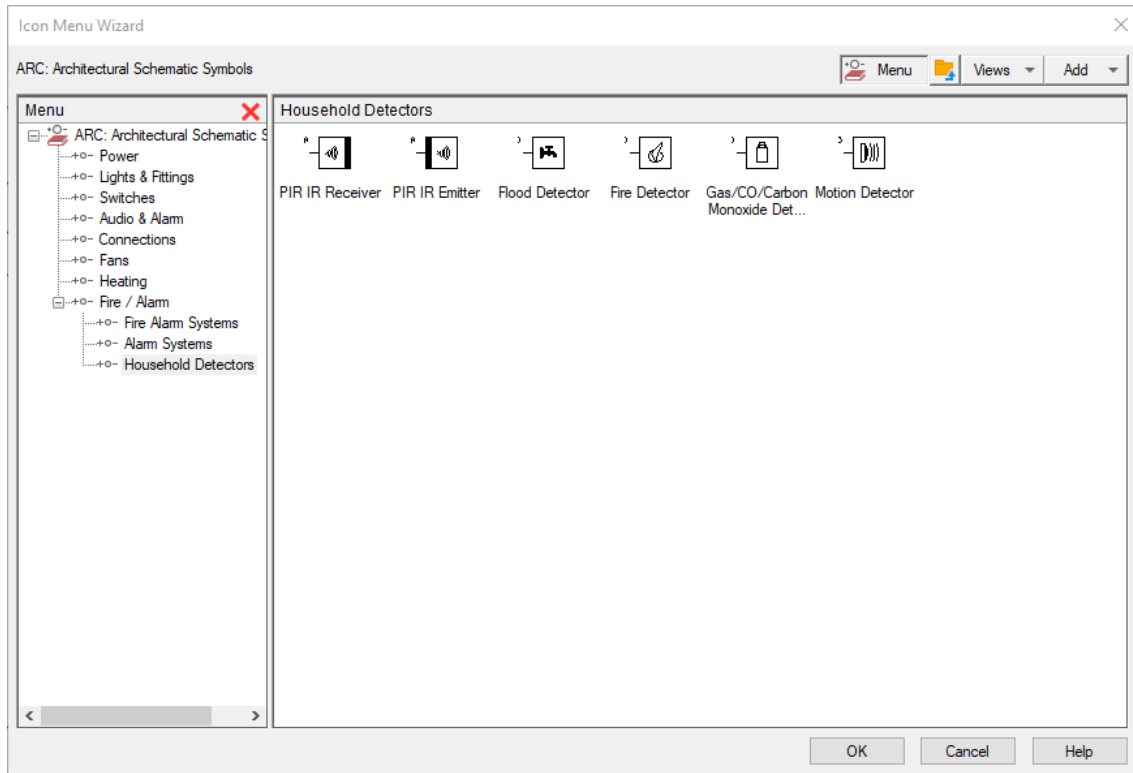 Icon Menu Wizard
ARC: Architectural Schematic Symbols
Menu
Views
Add
Menu
ARC: Architectural Schematic S
Power
Lights & Fittings
Switches
Audio & Alarm
Connections
Fans
Heating
Fire / Alarm
Fire Alarm Systems
Alarm Systems
Household Detectors
Household Detectors
PIR IR Receiver
PIR IR Emitter
Flood Detector
Fire Detector
Gas/CO/Carbon
Monoxide Det...
Motion Detector
OK
Cancel
Help